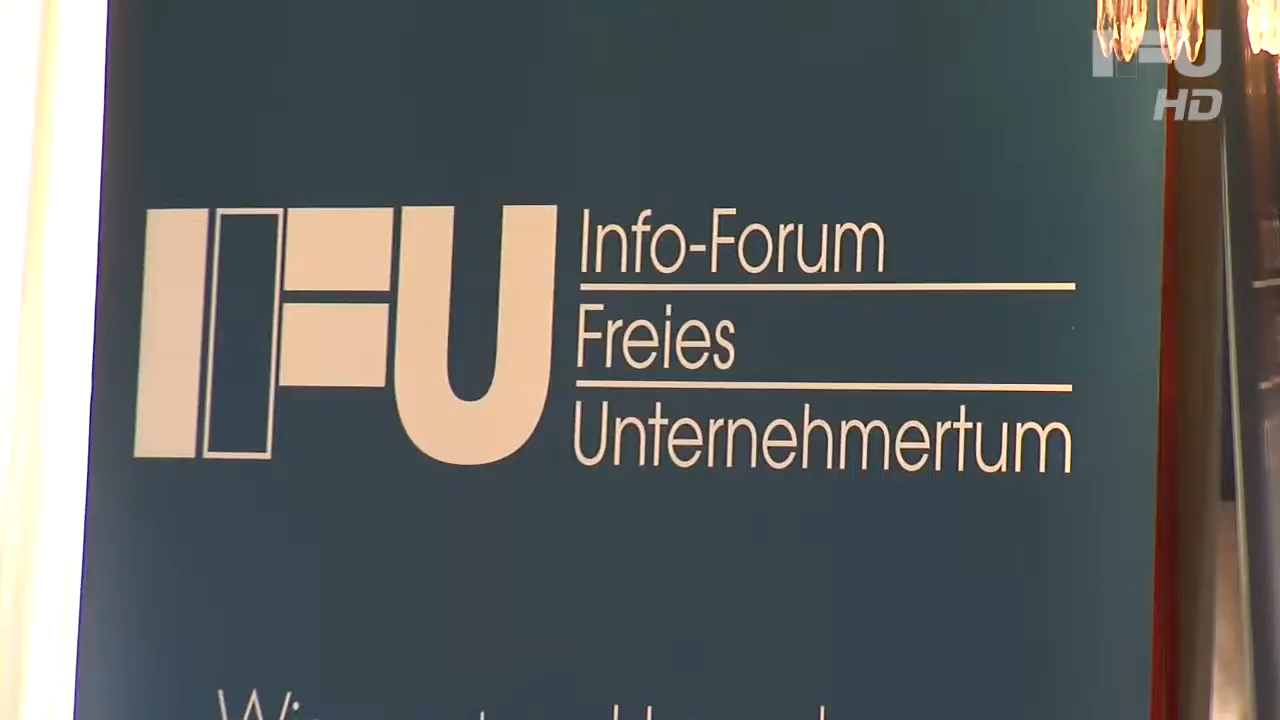 IFU
HD
IFU
Info-Forum
Freies
Unternehmertum